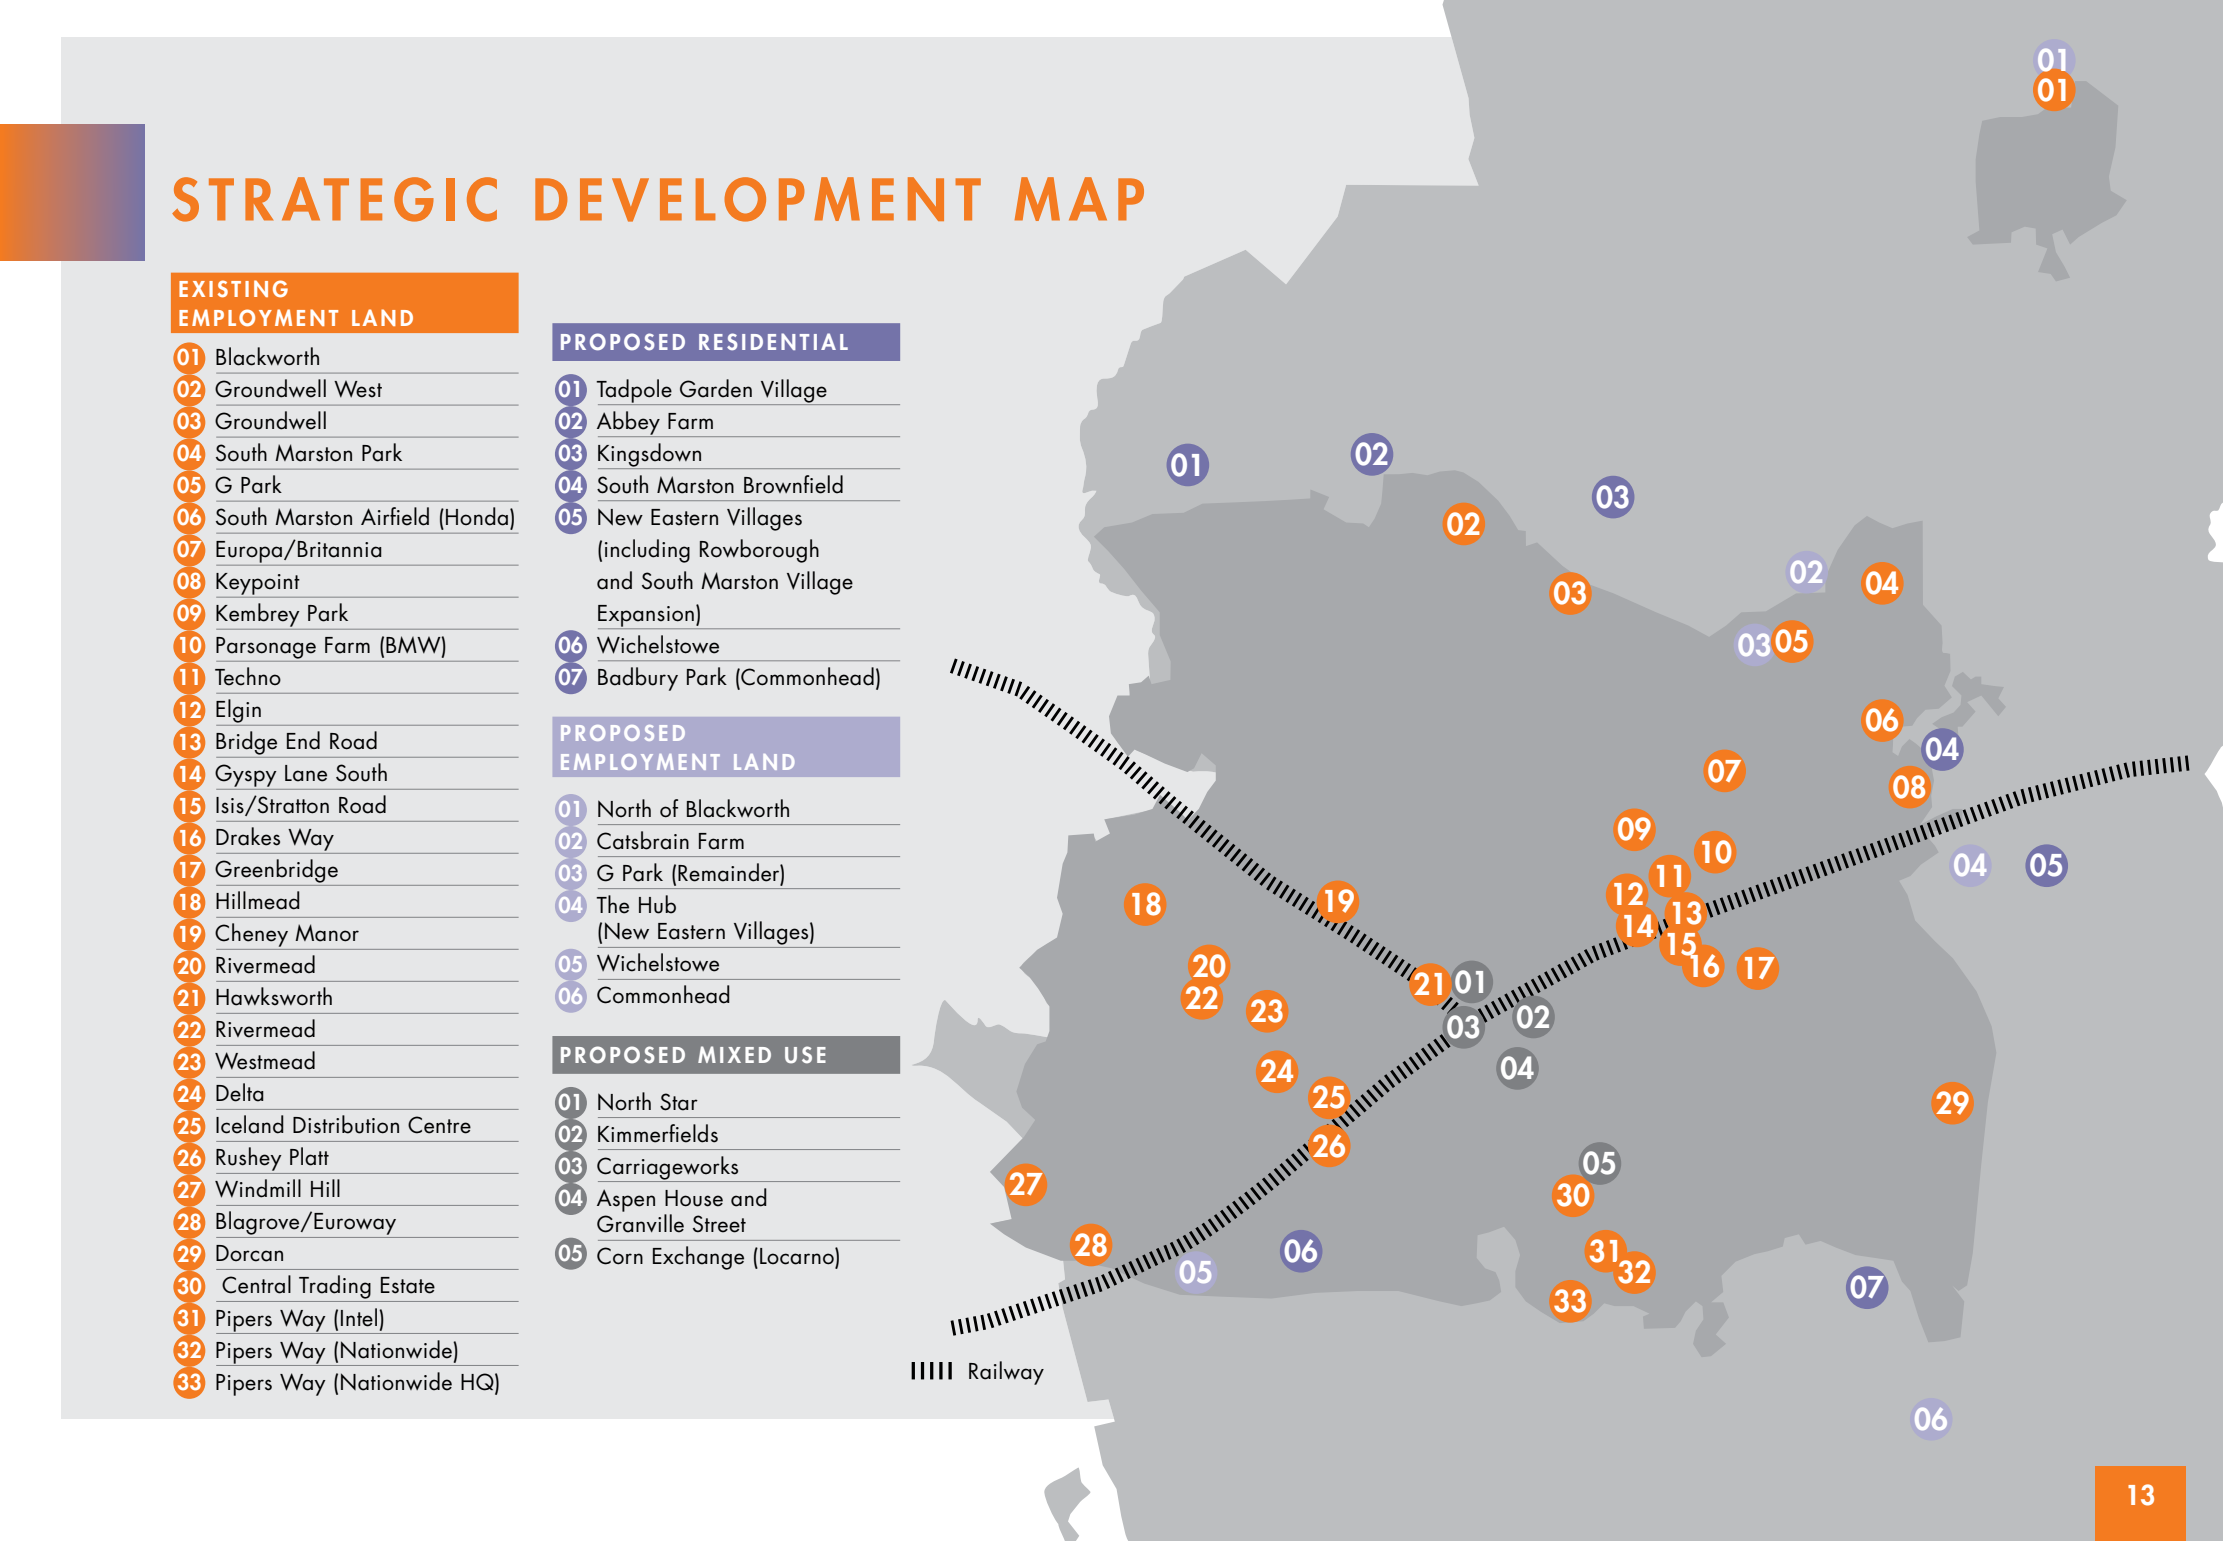 STRATEGIC DEVELOPMENT MAP
EXISTING
EMPLOYMENT LAND
01 Blackworth
02 Groundwell West
03 Groundwell
04 South Marston Park
05 G Park
06 South Marston Airfield (Honda)
07 Europa/Britannia
08 Keypoint
09 Kembrey Park
10 Parsonage Farm (BMW)
11 Techno
12 Elgin
13 Bridge End Road
14 Gyspy Lane South
15 Isis/Stratton Road
16 Drakes Way
17 Greenbridge
18 Hillmead
19 Cheney Manor
20 Rivermead
21 Hawksworth
22 Rivermead
23 Westmead
24 Delta
25 Iceland Distribution Centre
26 Rushey Platt
27 Windmill Hill
28 Blagrove/Euroway
29 Dorcan
30 Central Trading Estate
31 Pipers Way (Intel)
32 Pipers Way (Nationwide)
33 Pipers Way (Nationwide HQ)
PROPOSED RESIDENTIAL
01 Tadpole Garden Village
02 Abbey Farm
03 Kingsdown
04 South Marston Brownfield
05 New Eastern Villages
(including Rowborough
and South Marston Village
Expansion)
06 Wichelstowe
07 Badbury Park (Commonhead)
PROPOSED
EMPLOYMENT LAND
01 North of Blackworth
02 Catsbrain Farm
03 G Park (Remainder)
04 The Hub
(New Eastern Villages)
05 Wichelstowe
06 Commonhead
PROPOSED MIXED USE
01 North Star
02 Kimmerfields
03 Carriageworks
04 Aspen House and
Granville Street
05 Corn Exchange (Locarno)
Railway
01
01
01
02
03
02
03
02
04
03
05
06
04
07
08
09
10
04
05
11
12
13
14
15
16
17
18
19
20
22
23
21
01
02
03
04
24
25
26
29
27
05
30
28
05
06
31
32
33
07
06
13